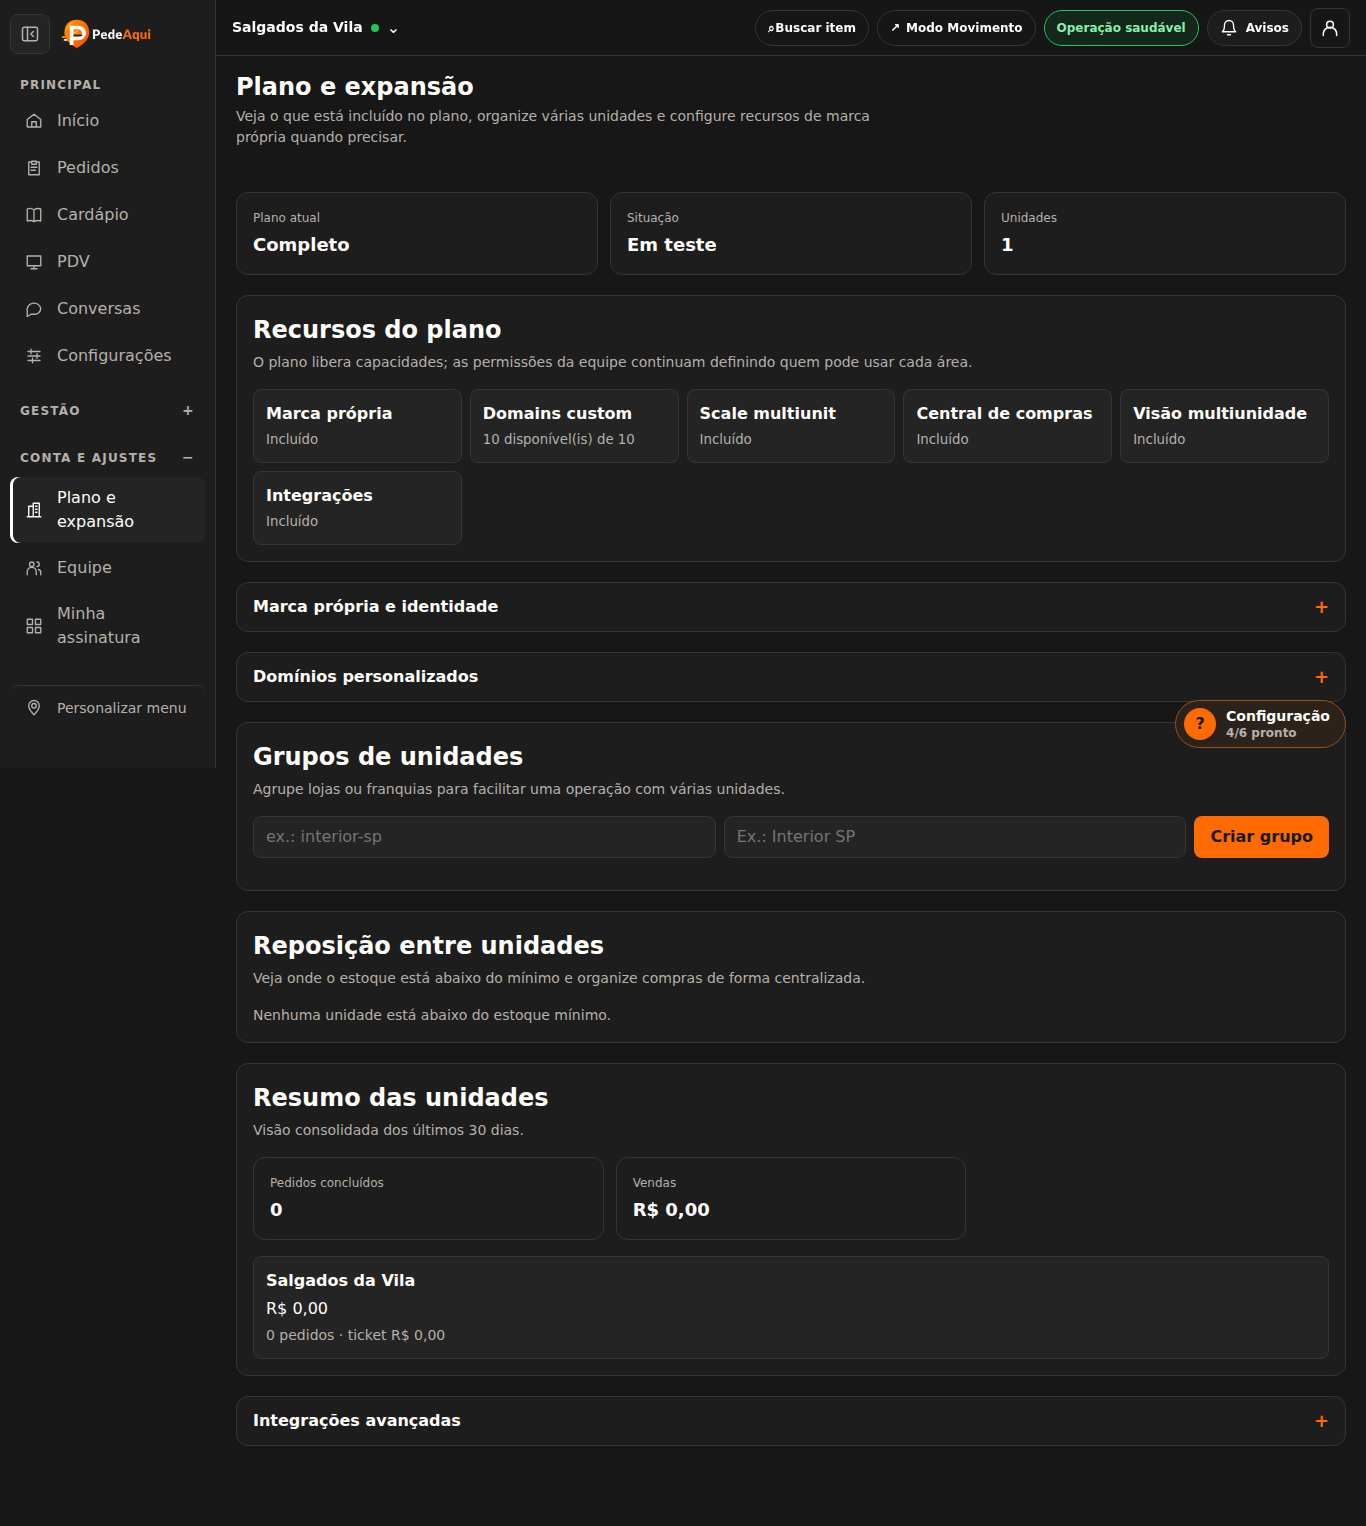 PedeAqui
Salgados da Vila
Buscar item
↗ Modo Movimento
Operação saudável
Avisos
PRINCIPAL
Início
Pedidos
Cardápio
PDV
Conversas
Configurações
GESTÃO +
CONTA E AJUSTES −
Plano e
expansão
Equipe
Minha
assinatura
Personalizar menu
Plano e expansão
Veja o que está incluído no plano, organize várias unidades e configure recursos de marca
própria quando precisar.
Plano atual
Completo
Situação
Em teste
Unidades
1
Recursos do plano
O plano libera capacidades; as permissões da equipe continuam definindo quem pode usar cada área.
Marca própria
Incluído
Domains custom
10 disponível(is) de 10
Scale multiunit
Incluído
Central de compras
Incluído
Visão multiunidade
Incluído
Integrações
Incluído
Marca própria e identidade +
Domínios personalizados +
? Configuração
4/6 pronto
Grupos de unidades
Agrupe lojas ou franquias para facilitar uma operação com várias unidades.
ex.: interior-sp
Ex.: Interior SP
Criar grupo
Reposição entre unidades
Veja onde o estoque está abaixo do mínimo e organize compras de forma centralizada.
Nenhuma unidade está abaixo do estoque mínimo.
Resumo das unidades
Visão consolidada dos últimos 30 dias.
Pedidos concluídos
0
Vendas
R$ 0,00
Salgados da Vila
R$ 0,00
0 pedidos · ticket R$ 0,00
Integrações avançadas +